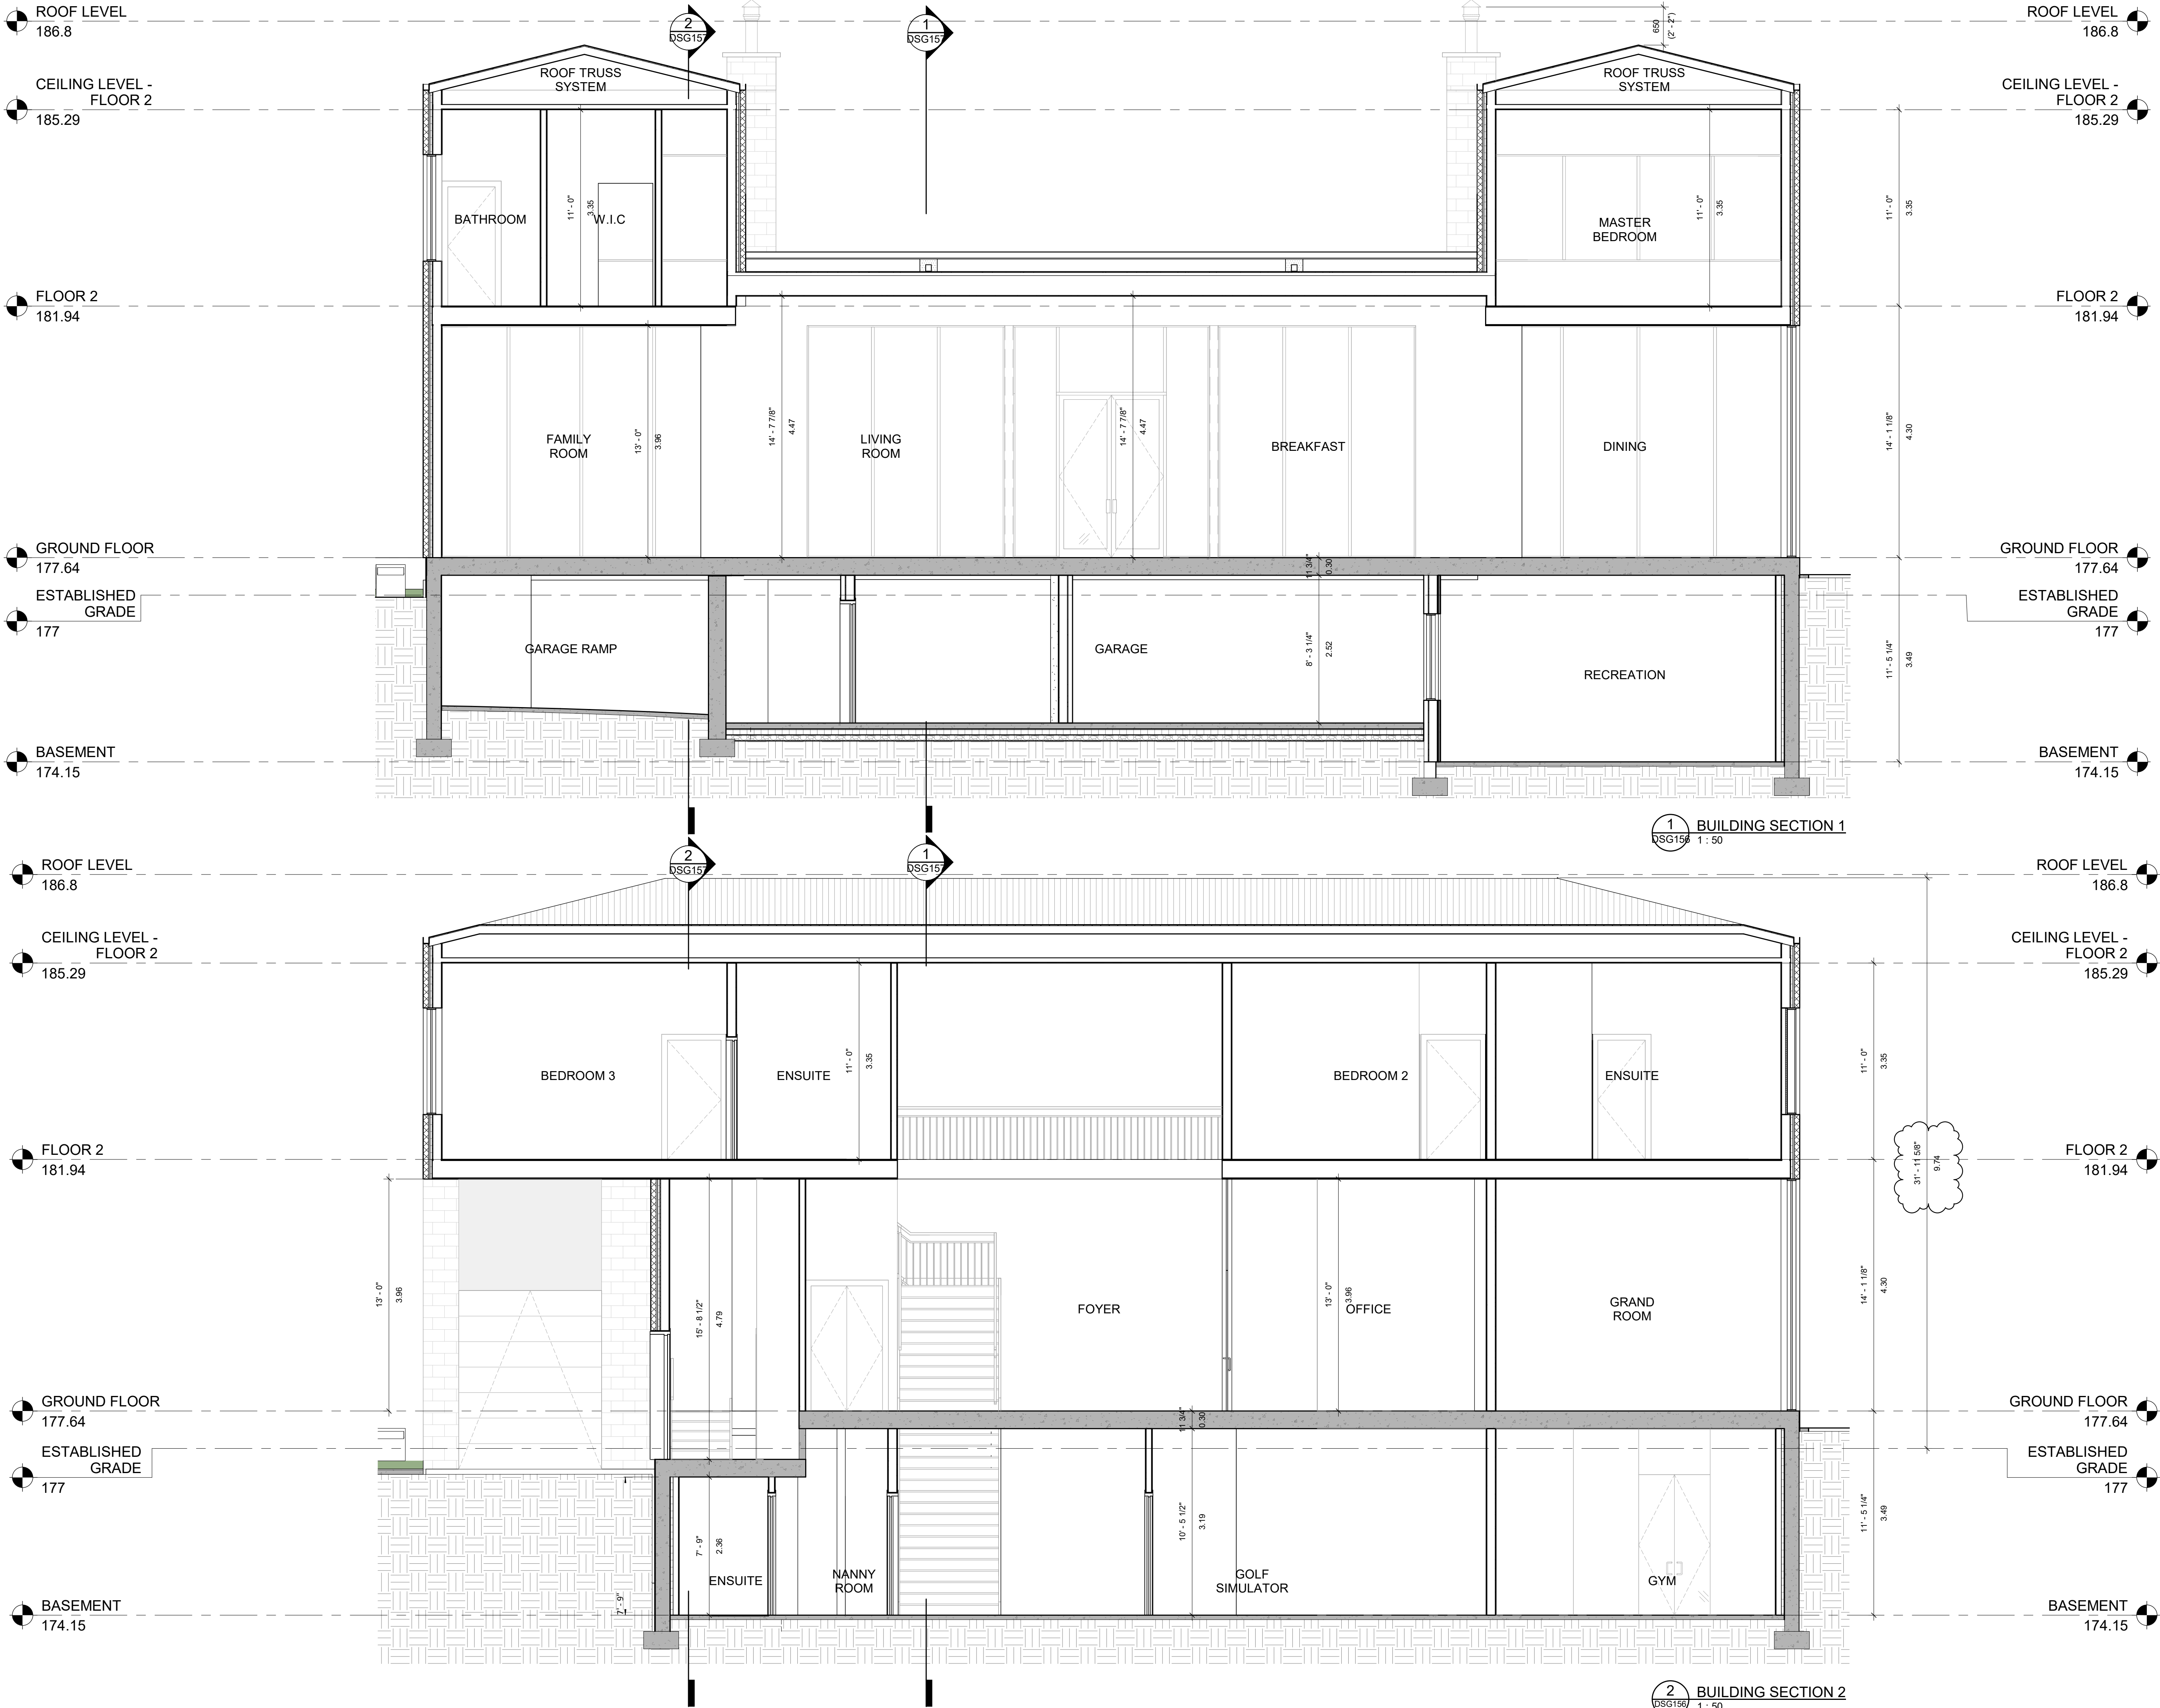 ROOF LEVEL
186.8
2
DSG157
1
DSG157
650
(2' - 2")
ROOF LEVEL
186.8
CEILING LEVEL -
FLOOR 2
185.29
ROOF TRUSS
SYSTEM
ROOF TRUSS
SYSTEM
CEILING LEVEL -
FLOOR 2
185.29
BATHROOM
11' - 0"
3.35
W.I.C
MASTER
BEDROOM
11' - 0"
3.35
11' - 0"
3.35
FLOOR 2
181.94
FLOOR 2
181.94
FAMILY
ROOM
13' - 0"
3.96
14' - 7 7/8"
4.47
LIVING
ROOM
14' - 7 7/8"
4.47
BREAKFAST
DINING
14' - 1 1/8"
4.30
GROUND FLOOR
177.64
11 3/4"
0.30
GROUND FLOOR
177.64
ESTABLISHED
GRADE
177
ESTABLISHED
GRADE
177
GARAGE RAMP
GARAGE
8' - 3 1/4"
2.52
RECREATION
11' - 5 1/4"
3.49
BASEMENT
174.15
BASEMENT
174.15
1
DSG156
BUILDING SECTION 1
1 : 50
ROOF LEVEL
186.8
2
DSG157
1
DSG157
ROOF LEVEL
186.8
CEILING LEVEL -
FLOOR 2
185.29
CEILING LEVEL -
FLOOR 2
185.29
BEDROOM 3
ENSUITE
11' - 0"
3.35
BEDROOM 2
ENSUITE
11' - 0"
3.35
FLOOR 2
181.94
31' - 11 5/8"
9.74
FLOOR 2
181.94
13' - 0"
3.96
15' - 8 1/2"
4.79
FOYER
13' - 0"
3.96
OFFICE
GRAND
ROOM
14' - 1 1/8"
4.30
GROUND FLOOR
177.64
11 3/4"
0.30
GROUND FLOOR
177.64
ESTABLISHED
GRADE
177
ESTABLISHED
GRADE
177
7' - 9"
7' - 9"
2.36
ENSUITE
NANNY
ROOM
10' - 5 1/2"
3.19
GOLF
SIMULATOR
GYM
11' - 5 1/4"
3.49
BASEMENT
174.15
BASEMENT
174.15
2
DSG156
BUILDING SECTION 2
1 : 50